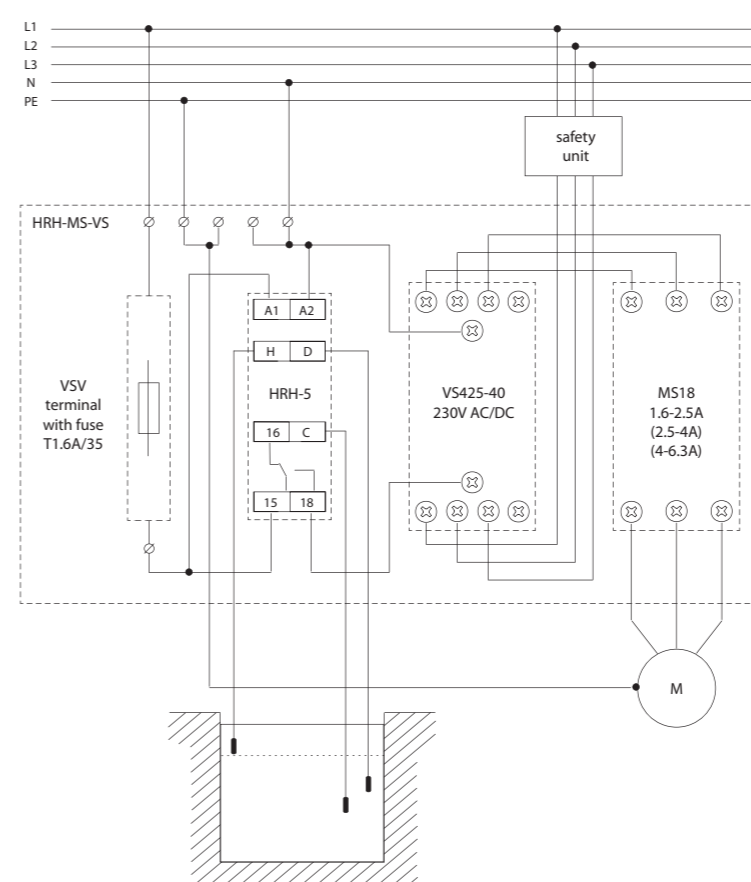 L1
L2
L3
N
PE
safety
unit
HRH-MS-VS
VSV
terminal
with fuse
T1.6A/35
A1 A2
H D
HRH-5
16 C
15 18
VS425-40
230V AC/DC
MS18
1.6-2.5A
(2.5-4A)
(4-6.3A)
M